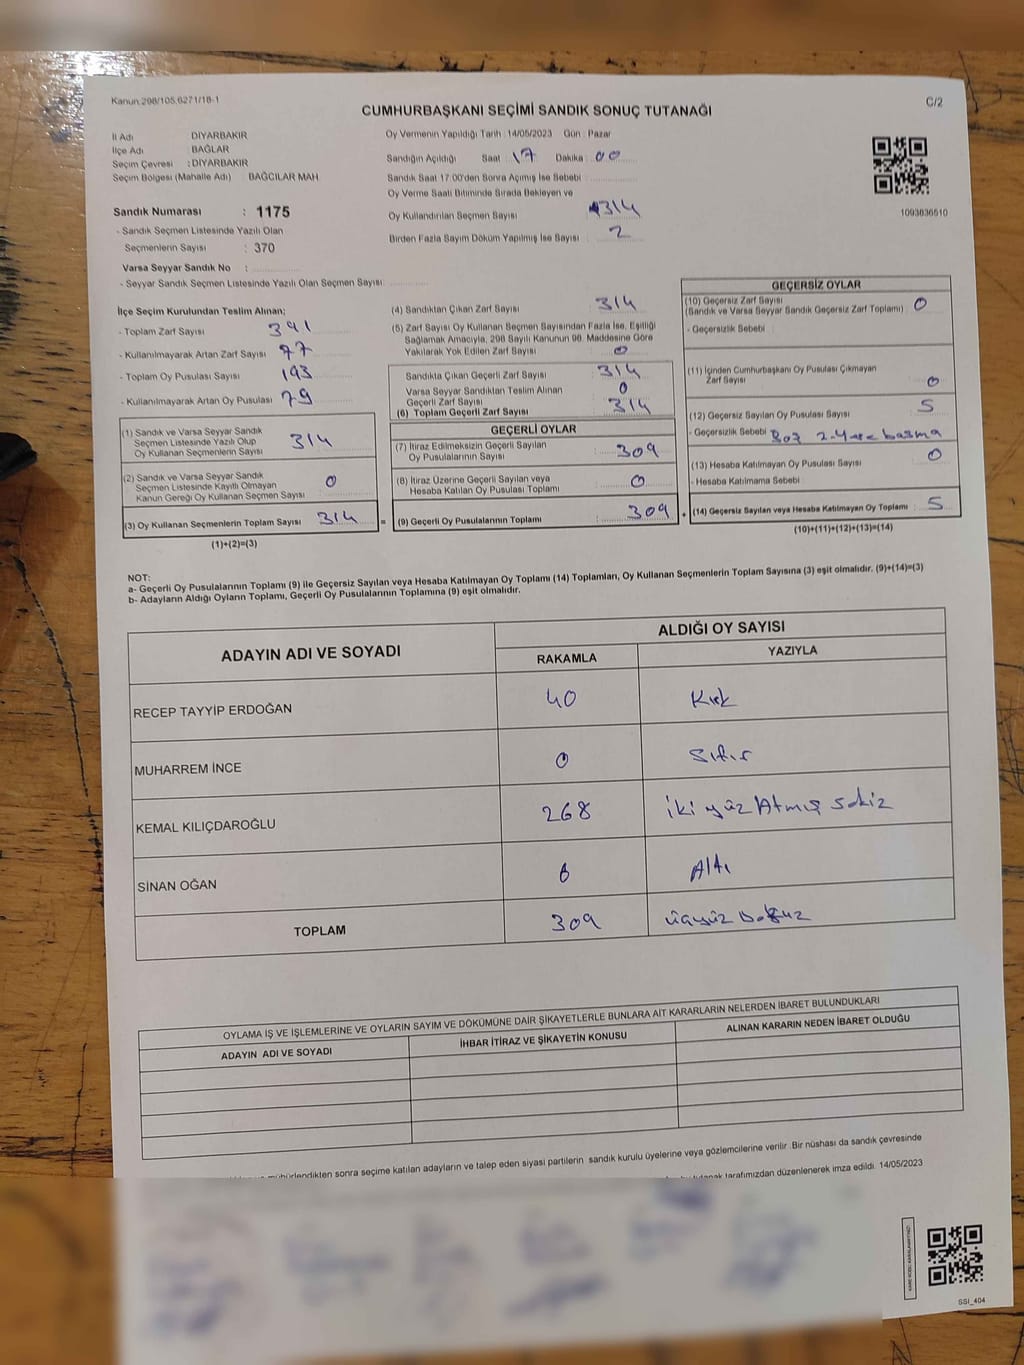 Kanun:298/105,6271/18-1
C/2
CUMHURBAŞKANI SEÇİMİ SANDIK SONUÇ TUTANAĞI
İl Adı DİYARBAKIR
İlçe Adı : BAĞLAR
Seçim Çevresi : DİYARBAKIR
Seçim Bölgesi (Mahalle Adı) BAĞCILAR MAH.
Oy Vermenin Yapıldığı Tarih : 14/05/2023 Gün : Pazar
Sandığın Açıldığı Saat : 17 Dakika : 00
Sandık Saat 17:00'den Sonra Açımış İse Sebebi :
Oy Verme Saati Bitiminde Sırada Bekleyen ve
Oy Kullandırılan Seçmen Sayısı : 314
Birden Fazla Sayım Döküm Yapılmış İse Sayısı : 2
1093636510
Sandık Numarası : 1175
- Sandık Seçmen Listesinde Yazılı Olan
Seçmenlerin Sayısı : 370
Varsa Seyyar Sandık No :
- Seyyar Sandık Seçmen Listesinde Yazılı Olan Seçmen Sayısı :
İlçe Seçim Kurulundan Teslim Alınan;
- Toplam Zarf Sayısı : 391
- Kullanılmayarak Artan Zarf Sayısı : 77
- Toplam Oy Pusulası Sayısı : 193
- Kullanılmayarak Artan Oy Pusulası : 79
(1) Sandık ve Varsa Seyyar Sandık
Seçmen Listesinde Yazılı Olup
Oy Kullanan Seçmenlerin Sayısı : 314
(2) Sandık ve Varsa Seyyar Sandık
Seçmen Listesinde Kayıtlı Olmayan
Kanun Gereği Oy Kullanan Seçmen Sayısı : 0
(3) Oy Kullanan Seçmenlerin Toplam Sayısı : 314
(1)+(2)=(3)
(4) Sandıktan Çıkan Zarf Sayısı : 314
(5) Zarf Sayısı Oy Kullanan Seçmen Sayısından Fazla İse, Eşitliği
Sağlamak Amacıyla, 298 Sayılı Kanunun 98. Maddesine Göre
Yakılarak Yok Edilen Zarf Sayısı : 0
Sandıkta Çıkan Geçerli Zarf Sayısı : 314
Varsa Seyyar Sandıktan Teslim Alınan
Geçerli Zarf Sayısı : 0
(6) Toplam Geçerli Zarf Sayısı : 314
GEÇERLİ OYLAR
(7) İtiraz Edilmeksizin Geçerli Sayılan
Oy Pusulalarının Sayısı : 309
(8) İtiraz Üzerine Geçerli Sayılan veya
Hesaba Katılan Oy Pusulası Toplamı : 0
= (9) Geçerli Oy Pusulalarının Toplamı : 309
GEÇERSİZ OYLAR
(10) Geçersiz Zarf Sayısı
(Sandık ve Varsa Seyyar Sandık Geçersiz Zarf Toplamı) : 0
- Geçersizlik Sebebi :
(11) İçinden Cumhurbaşkanı Oy Pusulası Çıkmayan
Zarf Sayısı : 0
(12) Geçersiz Sayılan Oy Pusulası Sayısı : 5
- Geçersizlik Sebebi : 2. yere basma
(13) Hesaba Katılmayan Oy Pusulası Sayısı : 0
- Hesaba Katılmama Sebebi :
+ (14) Geçersiz Sayılan veya Hesaba Katılmayan Oy Toplamı : 5
(10)+(11)+(12)+(13)=(14)
NOT:
a- Geçerli Oy Pusulalarının Toplamı (9) ile Geçersiz Sayılan veya Hesaba Katılmayan Oy Toplamı (14) Toplamları, Oy Kullanan Seçmenlerin Toplam Sayısına (3) eşit olmalıdır. (9)+(14)=(3)
b- Adayların Aldığı Oyların Toplamı, Geçerli Oy Pusulalarının Toplamına (9) eşit olmalıdır.
ADAYIN ADI VE SOYADI ALDIĞI OY SAYISI
RAKAMLA YAZIYLA
RECEP TAYYİP ERDOĞAN 40 Kırk
MUHARREM İNCE 0 Sıfır
KEMAL KILIÇDAROĞLU 268 iki yüz Atmış sekiz
SİNAN OĞAN 6 Altı
TOPLAM 309 üçyüz Dokuz
OYLAMA İŞ VE İŞLEMLERİNE VE OYLARIN SAYIM VE DÖKÜMÜNE DAİR ŞİKAYETLERLE BUNLARA AİT KARARLARIN NELERDEN İBARET BULUNDUKLARI
ADAYIN ADI VE SOYADI İHBAR İTİRAZ VE ŞİKAYETİN KONUSU ALINAN KARARIN NEDEN İBARET OLDUĞU
mühürlendikten sonra seçime katılan adayların ve talep eden siyasi partilerin sandık kurulu üyelerine veya gözlemcilerine verilir. Bir nüshası da sandık çevresinde
tarafımızdan düzenlenerek imza edildi. 14/05/2023
SSİ_404